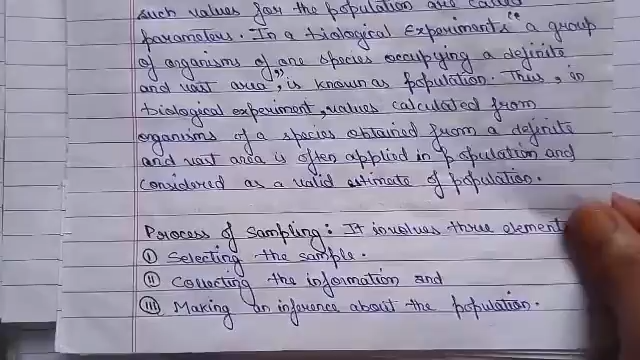 such values for the population are called
parameters. In a biological experiments "a group
of organisms of one species occupying a definite
and vast area", is known as population. Thus, in
biological experiment, values calculated from
organisms of a species obtained from a definite
and vast area is often applied in population and
considered as a valid estimate of population.
Process of sampling: It involves three element
(I) Selecting the sample.
(II) Collecting the information and
(III) Making an inference about the population.